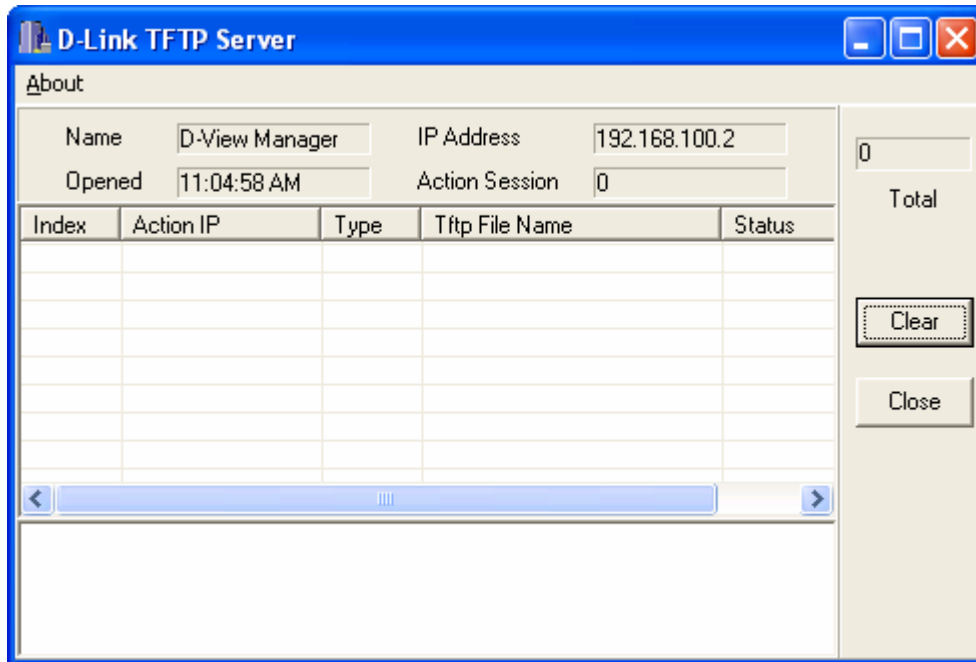 D-Link TFTP Server
About
Name D-View Manager IP Address 192.168.100.2
Opened 11:04:58 AM Action Session 0
0
Total
Index Action IP Type Tftp File Name Status
Clear
Close